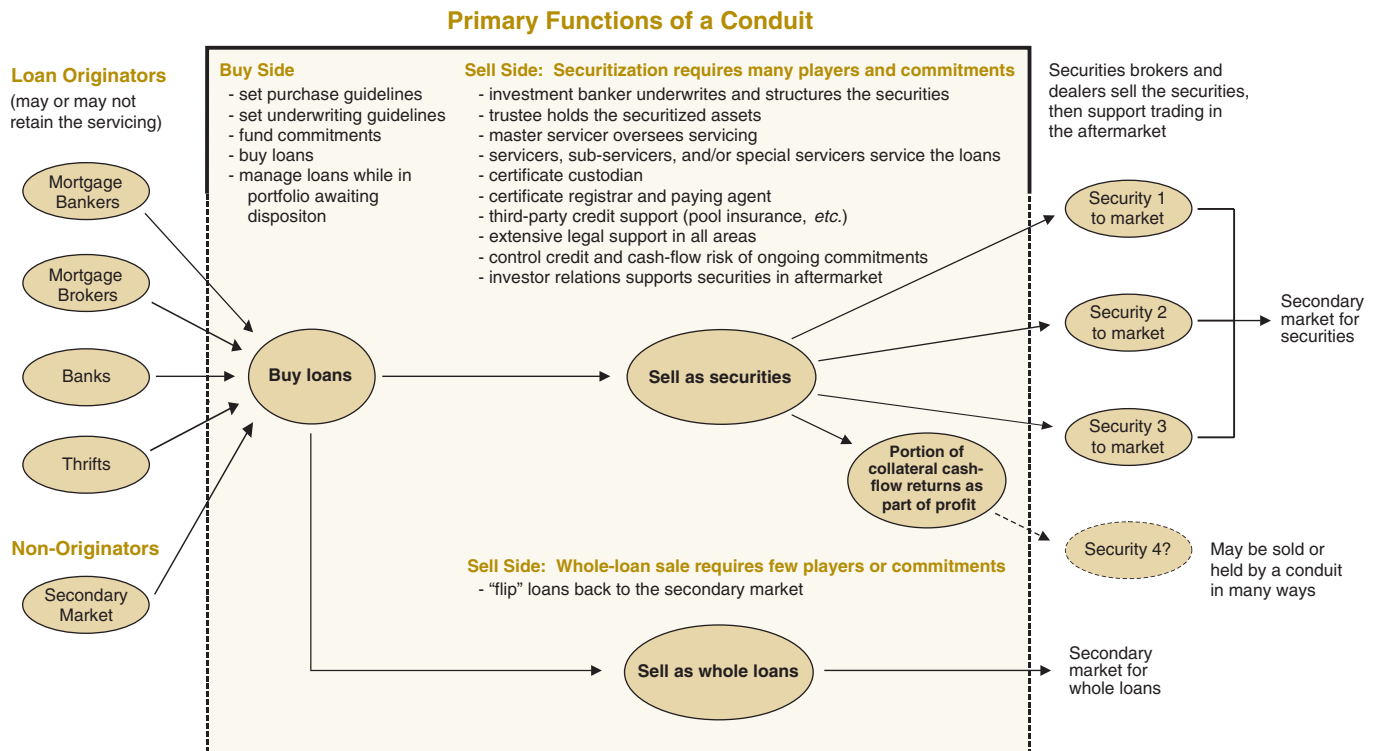 Primary Functions of a Conduit
Loan Originators
(may or may not
retain the servicing)
Mortgage
Bankers
Mortgage
Brokers
Banks
Thrifts
Non-Originators
Secondary
Market
Buy Side
- set purchase guidelines
- set underwriting guidelines
- fund commitments
- buy loans
- manage loans while in
portfolio awaiting
dispositon
Sell Side: Securitization requires many players and commitments
- investment banker underwrites and structures the securities
- trustee holds the securitized assets
- master servicer oversees servicing
- servicers, sub-servicers, and/or special servicers service the loans
- certificate custodian
- certificate registrar and paying agent
- third-party credit support (pool insurance, etc.)
- extensive legal support in all areas
- control credit and cash-flow risk of ongoing commitments
- investor relations supports securities in aftermarket
Buy loans
Sell as securities
Portion of
collateral cash-
flow returns as
part of profit
Sell Side: Whole-loan sale requires few players or commitments
- “flip” loans back to the secondary market
Sell as whole loans
Securities brokers and
dealers sell the securities,
then support trading in
the aftermarket
Security 1
to market
Security 2
to market
Security 3
to market
Secondary
market for
securities
Security 4?
May be sold or
held by a conduit
in many ways
Secondary
market for
whole loans